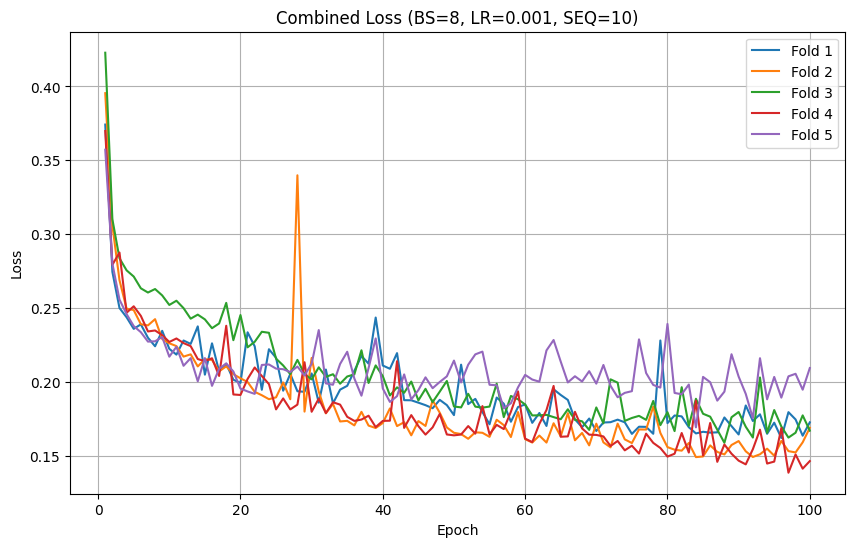 Combined Loss (BS=8, LR=0.001, SEQ=10)
Fold 1
Fold 2
Fold 3
Fold 4
Fold 5
Loss
0.40
0.35
0.30
0.25
0.20
0.15
0
20
40
60
80
100
Epoch